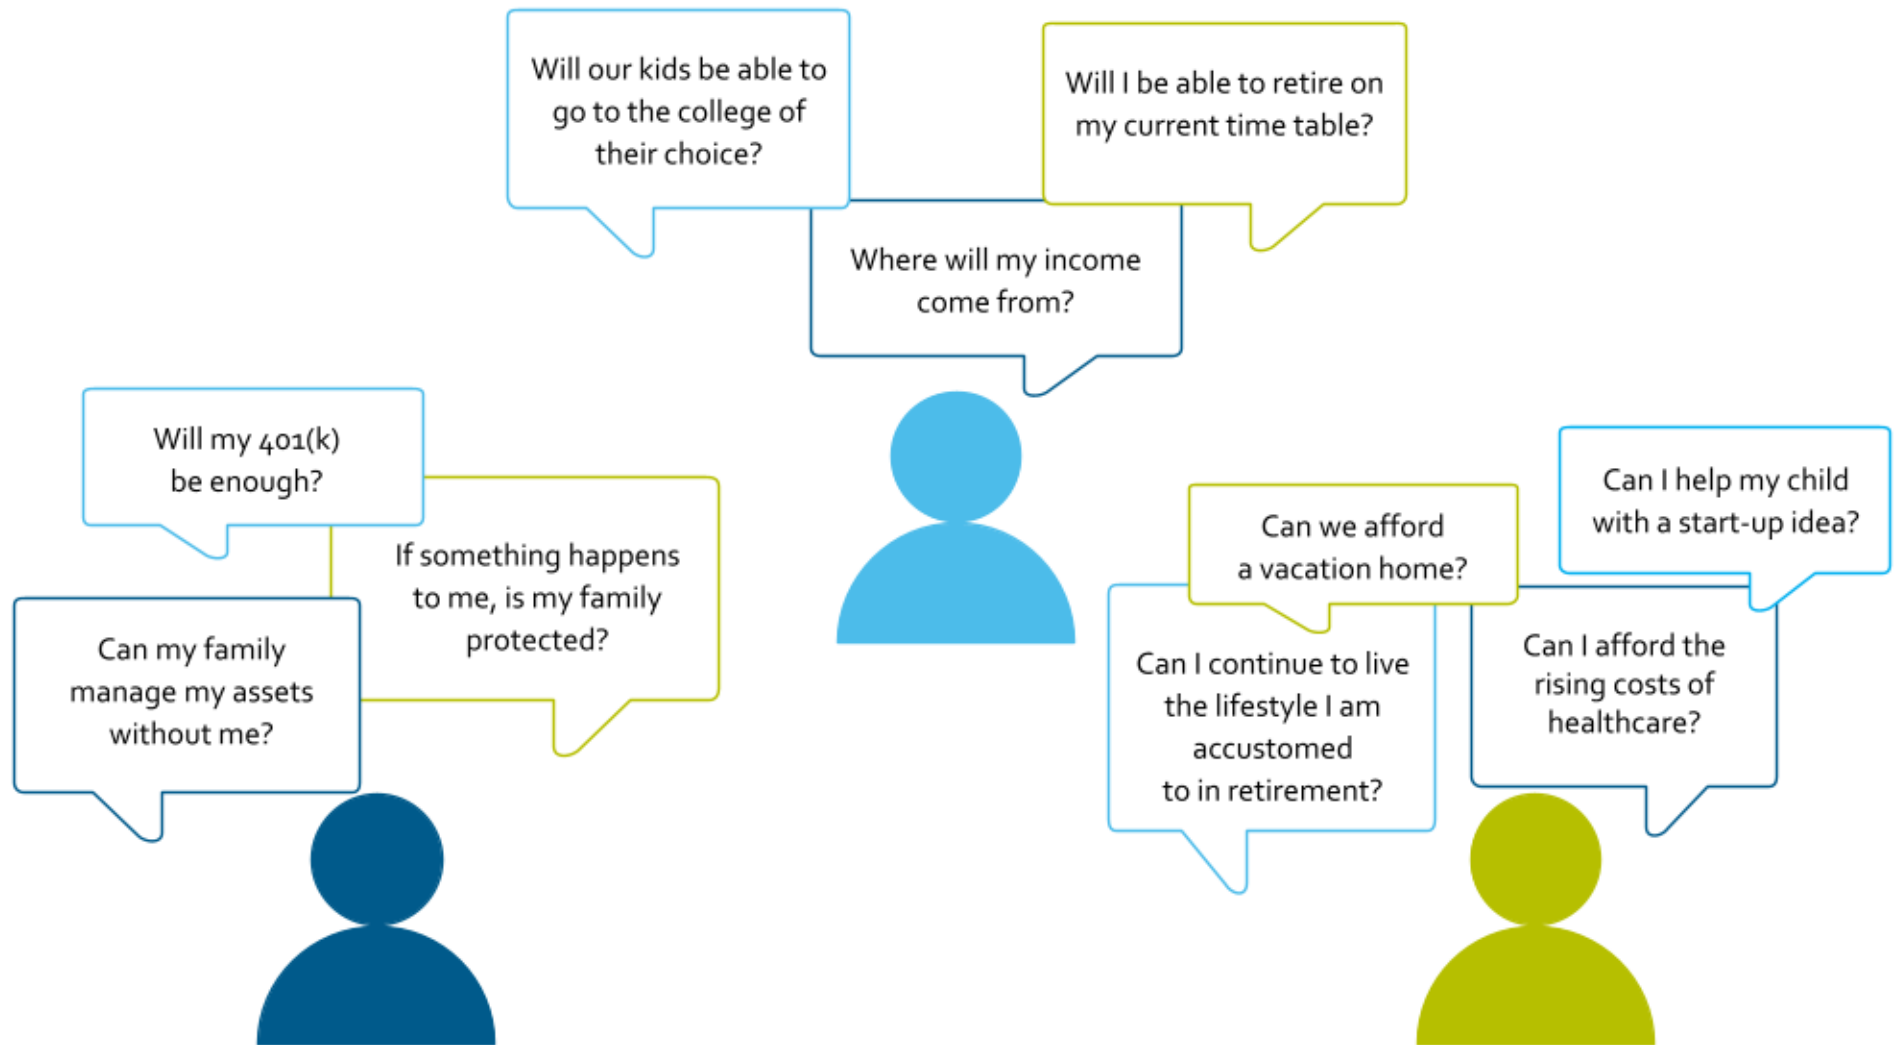 Will our kids be able to
go to the college of
their choice?
Will I be able to retire on
my current time table?
Where will my income
come from?
Will my 401(k)
be enough?
If something happens
to me, is my family
protected?
Can my family
manage my assets
without me?
Can we afford
a vacation home?
Can I help my child
with a start-up idea?
Can I continue to live
the lifestyle I am
accustomed
to in retirement?
Can I afford the
rising costs of
healthcare?